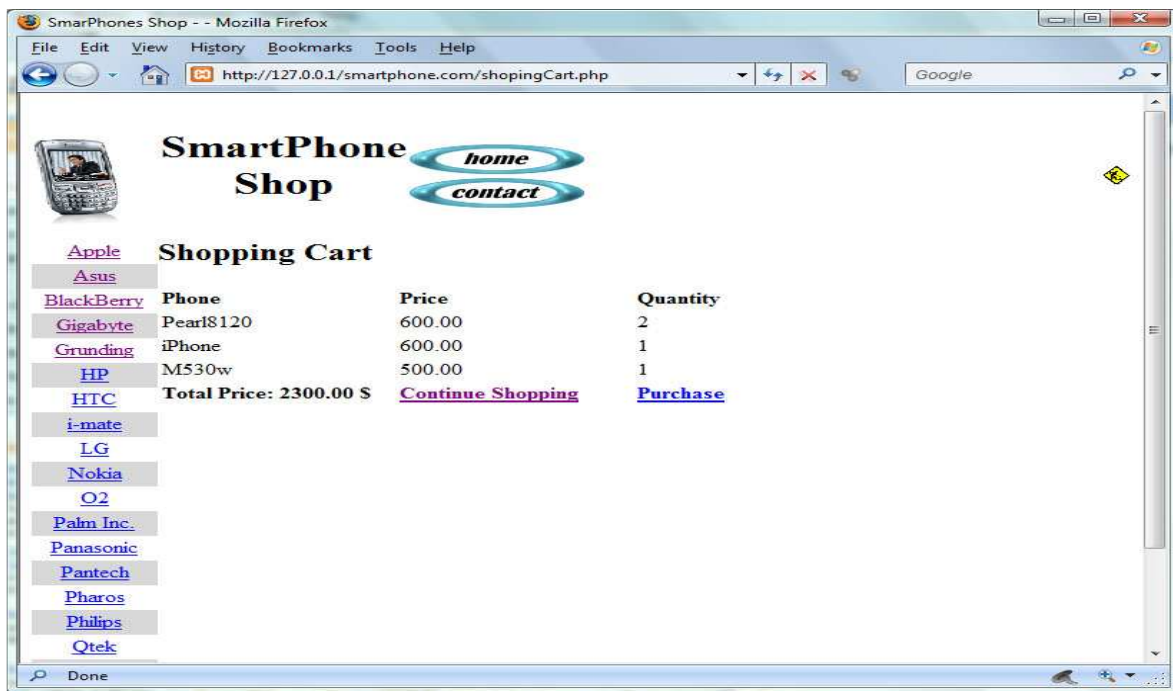 SmarPhones Shop - - Mozilla Firefox
File Edit View History Bookmarks Tools Help
http://127.0.0.1/smartphone.com/shopingCart.php Google
SmartPhone
Shop
home
contact
Shopping Cart
Apple
Asus
BlackBerry
Gigabyte
Grunding
HP
HTC
i-mate
LG
Nokia
O2
Palm Inc.
Panasonic
Pantech
Pharos
Philips
Qtek
Phone Price Quantity
Pearl8120 600.00 2
iPhone 600.00 1
M530w 500.00 1
Total Price: 2300.00 $ Continue Shopping Purchase
Done